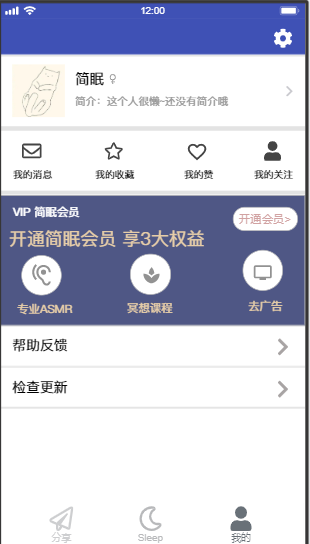 12:00
简眠 ♀
简介：这个人很懒-还没有简介哦
我的消息 我的收藏 我的赞 我的关注
VIP 简眠会员
开通会员>
开通简眠会员 享3大权益
专业ASMR 冥想课程 去广告
帮助反馈
检查更新
分享 Sleep 我的